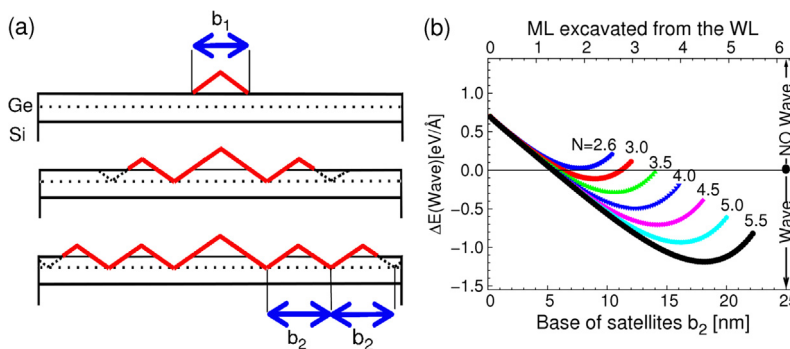 (a)
b₁
Ge
Si
b₂ b₂
(b)
ML excavated from the WL
0 1 2 3 4 5 6
ΔE(Wave)[eV/Å]
1.0
0.5
0.0
−0.5
−1.0
−1.5
N=2.6
3.0
3.5
4.0
4.5
5.0
5.5
NO Wave
Wave
0 5 10 15 20 25
Base of satellites b₂ [nm]